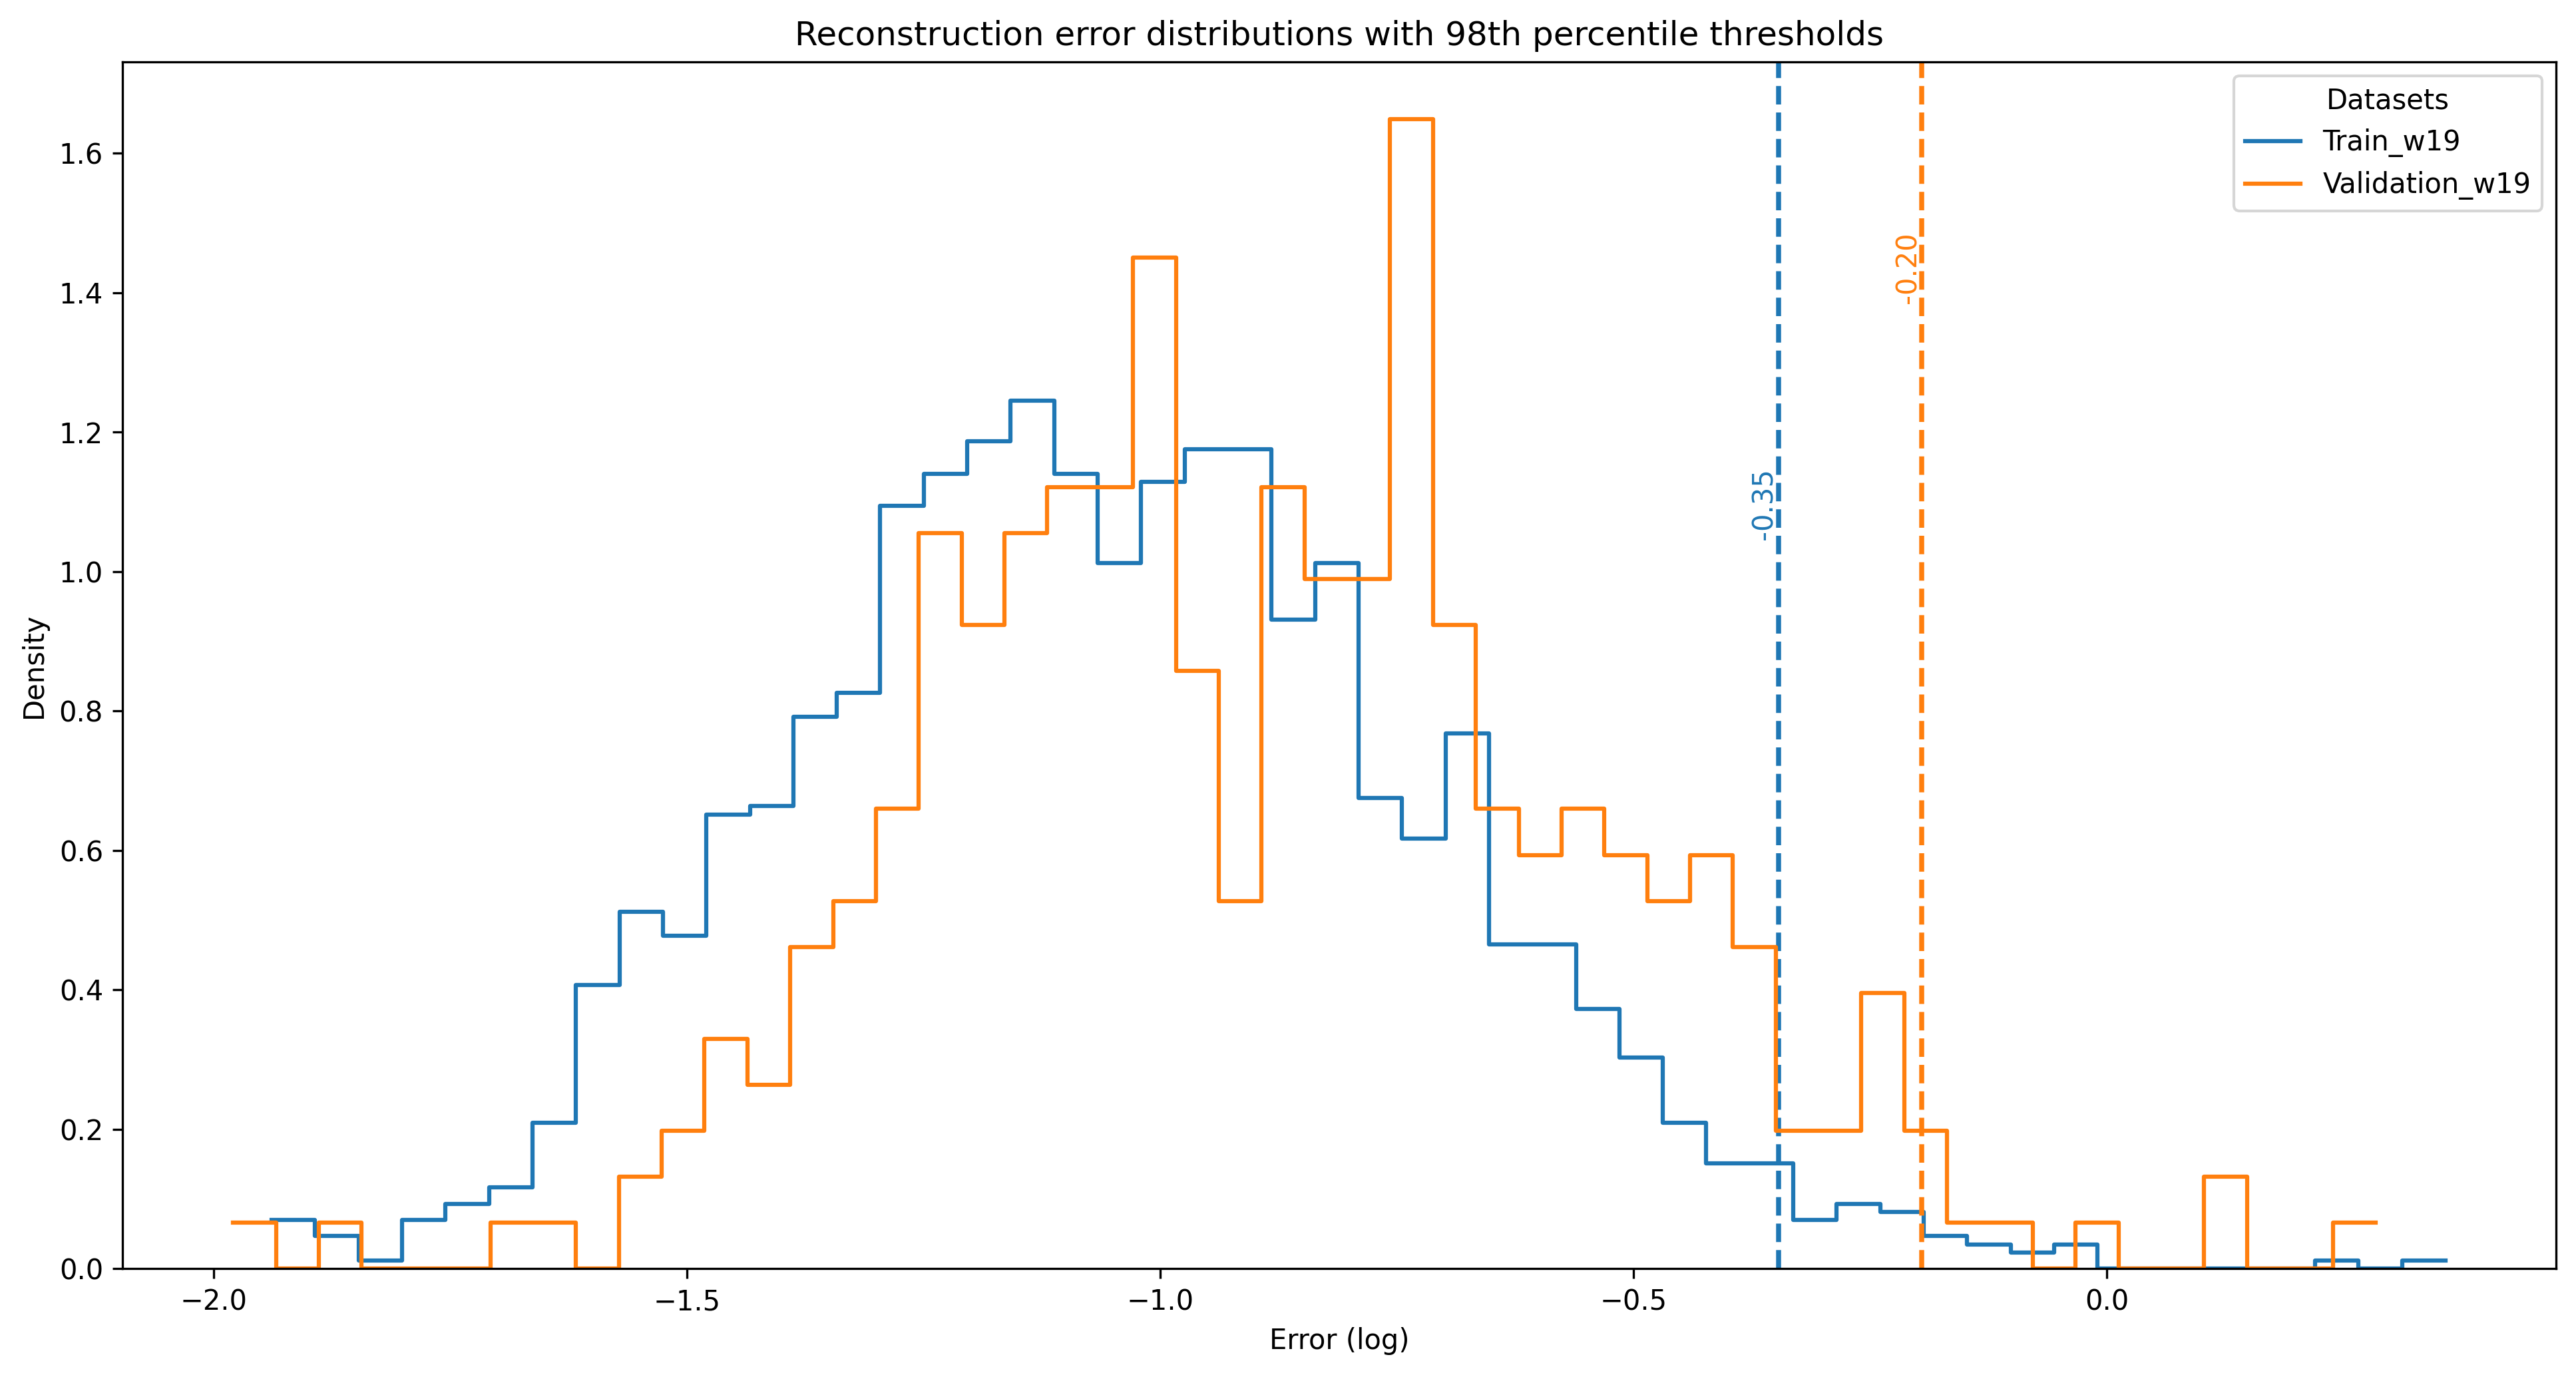 Reconstruction error distributions with 98th percentile thresholds
Datasets
Train_w19
Validation_w19
-0.20
-0.35
Density
1.6
1.4
1.2
1.0
0.8
0.6
0.4
0.2
0.0
−2.0
−1.5
−1.0
−0.5
0.0
Error (log)